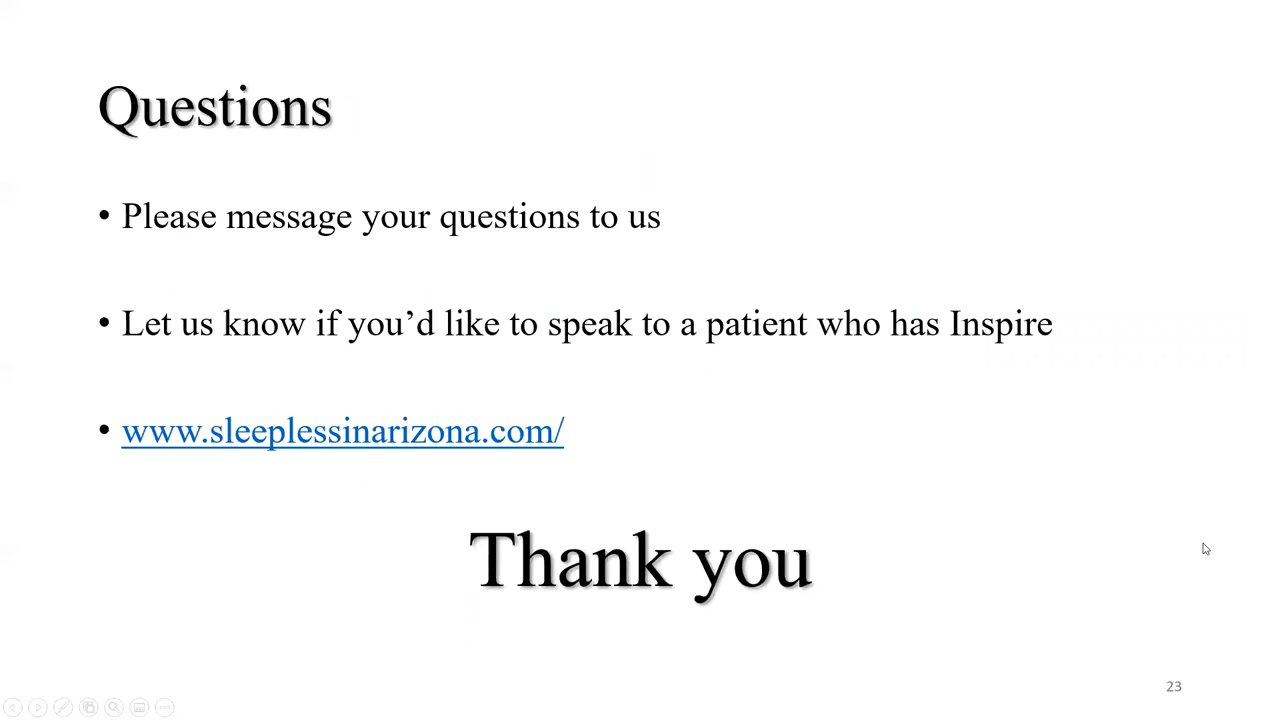 Questions
• Please message your questions to us
• Let us know if you’d like to speak to a patient who has Inspire
• www.sleeplessinarizona.com/
Thank you
23